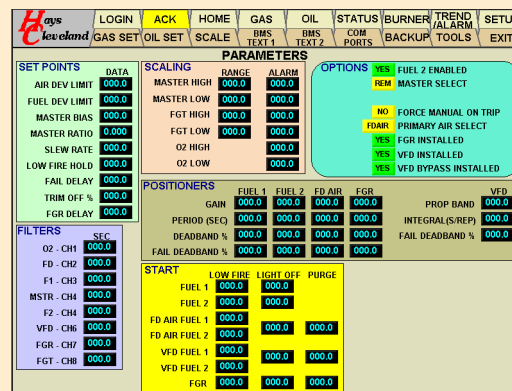 Hays Cleveland
LOGIN ACK HOME GAS OIL STATUS BURNER TREND /ALARM SETU
GAS SET OIL SET SCALE BMS TEXT 1 BMS TEXT 2 COM PORTS BACKUP TOOLS EXIT
PARAMETERS
SET POINTS
DATA
AIR DEV LIMIT 000.0
FUEL DEV LIMIT 000.0
MASTER BIAS 000.0
MASTER RATIO 0.000
SLEW RATE 000.0
LOW FIRE HOLD 000.0
FAIL DELAY 000.0
TRIM OFF % 000.0
FGR DELAY 000.0
SCALING
RANGE ALARM
MASTER HIGH 000.0 000.0
MASTER LOW 000.0 000.0
FGT HIGH 000.0 000.0
FGT LOW 000.0 000.0
O2 HIGH 000.0
O2 LOW 000.0
OPTIONS
YES FUEL 2 ENABLED
REM MASTER SELECT
NO FORCE MANUAL ON TRIP
FDAIR PRIMARY AIR SELECT
YES FGR INSTALLED
YES VFD INSTALLED
YES VFD BYPASS INSTALLED
POSITIONERS
FUEL 1 FUEL 2 FD AIR FGR VFD
GAIN 000.0 000.0 000.0 000.0 PROP BAND 000.0
PERIOD (SEC) 000.0 000.0 000.0 000.0 INTEGRAL(S/REP) 000.0
DEADBAND % 000.0 000.0 000.0 000.0 FAIL DEADBAND % 000.0
FAIL DEADBAND % 000.0 000.0 000.0 000.0
FILTERS
SEC
O2 - CH1 000.0
FD - CH2 000.0
F1 - CH3 000.0
MSTR - CH4 000.0
F2 - CH4 000.0
VFD - CH6 000.0
FGR - CH7 000.0
FGT - CH8 000.0
START
LOW FIRE LIGHT OFF PURGE
FUEL 1 000.0 000.0
FUEL 2 000.0 000.0
FD AIR FUEL 1 000.0
000.0 000.0
FD AIR FUEL 2 000.0
VFD FUEL 1 000.0
000.0 000.0
VFD FUEL 2 000.0
FGR 000.0 000.0 000.0